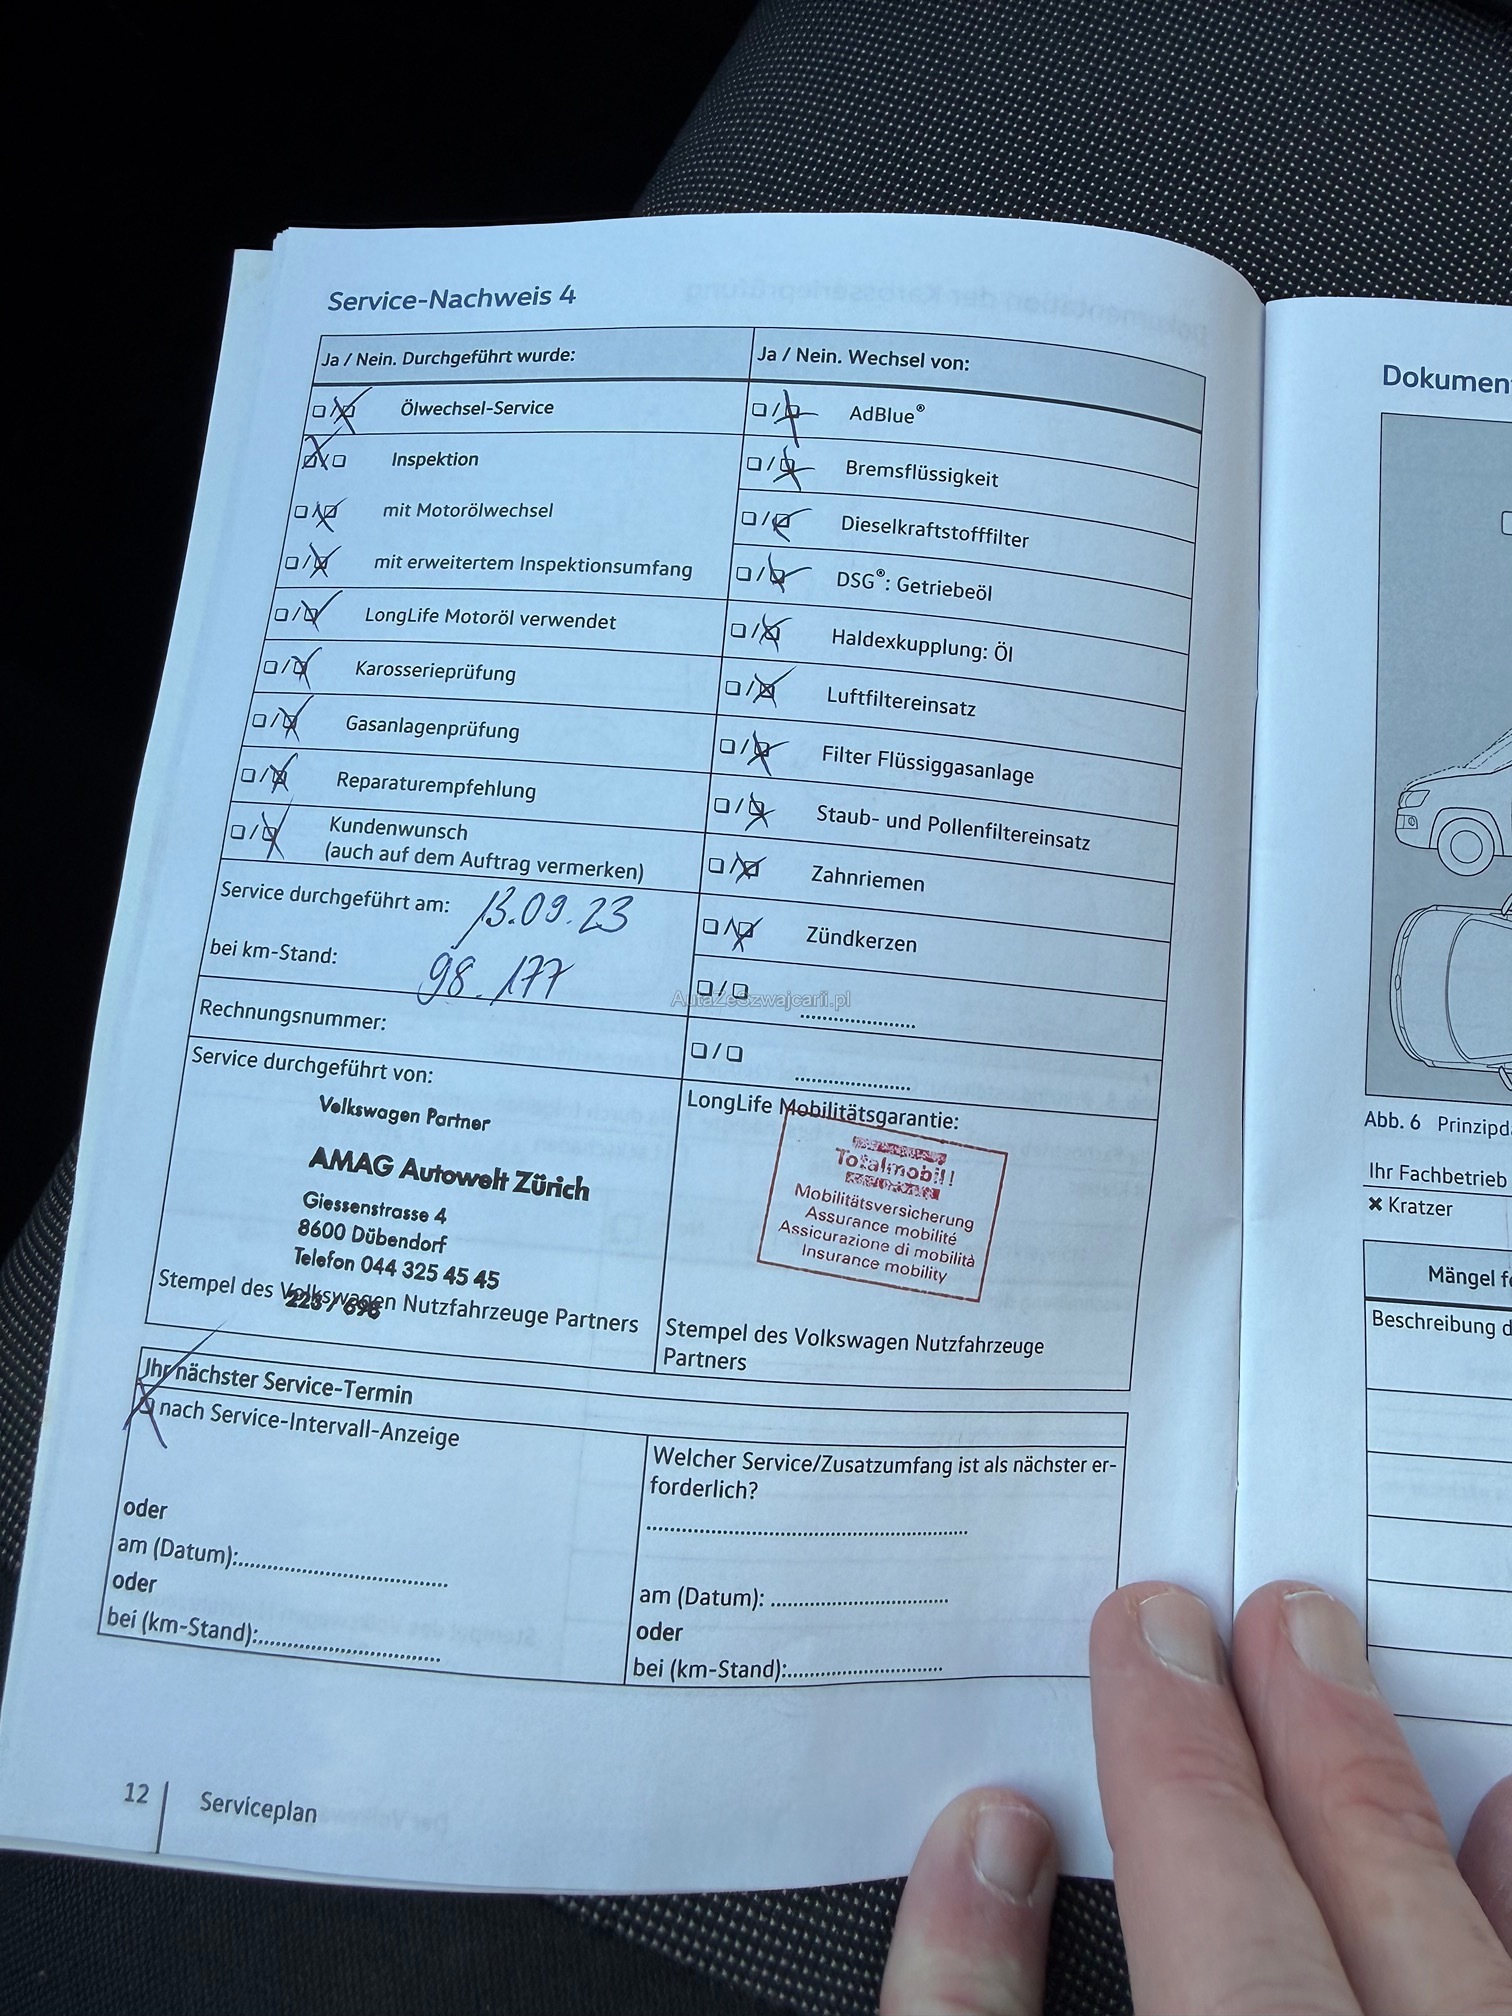 Service-Nachweis 4
Ja / Nein. Durchgeführt wurde:
Ölwechsel-Service
Inspektion
mit Motorölwechsel
mit erweitertem Inspektionsumfang
LongLife Motoröl verwendet
Karosserieprüfung
Gasanlagenprüfung
Reparaturempfehlung
Kundenwunsch
(auch auf dem Auftrag vermerken)
Service durchgeführt am: 13.09.23
bei km-Stand: 98.177
Rechnungsnummer:
Service durchgeführt von:
Volkswagen Partner
AMAG Autowelt Zürich
Giessenstrasse 4
8600 Dübendorf
Telefon 044 325 45 45
Stempel des Volkswagen Nutzfahrzeuge Partners
Ja / Nein. Wechsel von:
AdBlue®
Bremsflüssigkeit
Dieselkraftstofffilter
DSG®: Getriebeöl
Haldexkupplung: Öl
Luftfiltereinsatz
Filter Flüssiggasanlage
Staub- und Pollenfiltereinsatz
Zahnriemen
Zündkerzen
AutaZeSzwajcarii.pl
LongLife Mobilitätsgarantie:
Totalmobil!
Mobilitätsversicherung
Assurance mobilité
Assicurazione di mobilità
Insurance mobility
Stempel des Volkswagen Nutzfahrzeuge
Partners
Ihr nächster Service-Termin
nach Service-Intervall-Anzeige
oder
am (Datum):
oder
bei (km-Stand):
Welcher Service/Zusatzumfang ist als nächster er-
forderlich?
am (Datum):
oder
bei (km-Stand):
12
Serviceplan
Abb. 6
Ihr Fachbetrieb
✖ Kratzer
Mängel
Beschreibung